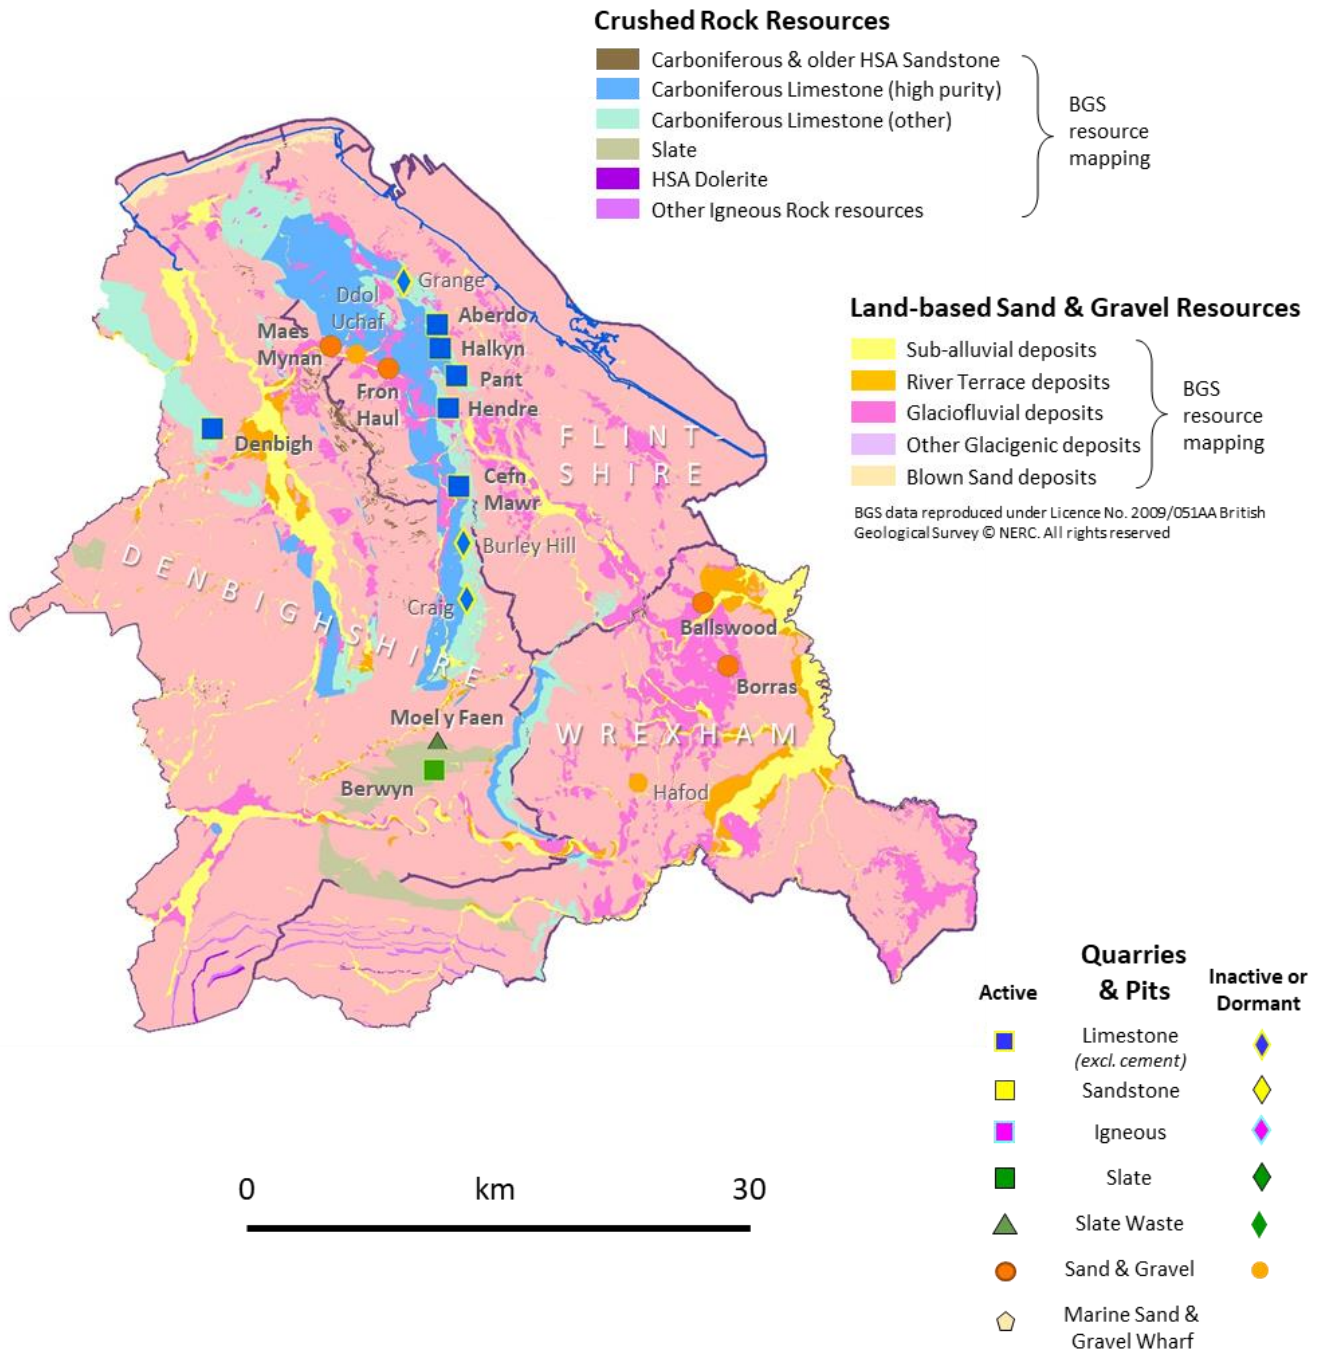 Crushed Rock Resources
Carboniferous & older HSA Sandstone
Carboniferous Limestone (high purity)
Carboniferous Limestone (other)
Slate
HSA Dolerite
Other Igneous Rock resources
BGS
resource
mapping
Land-based Sand & Gravel Resources
Sub-alluvial deposits
River Terrace deposits
Glaciofluvial deposits
Other Glacigenic deposits
Blown Sand deposits
BGS
resource
mapping
BGS data reproduced under Licence No. 2009/051AA British
Geological Survey © NERC. All rights reserved
Grange
Ddol
Uchaf
Aberdo
Maes
Mynan
Halkyn
Pant
Fron
Haul
Hendre
Denbigh
FLINT-
SHIRE
Cefn
Mawr
Burley Hill
DENBIGHSHIRE
Craig
Ballswood
Borras
Moel y Faen
WREXHAM
Berwyn
Hafod
Active
Quarries
& Pits
Inactive or
Dormant
Limestone
(excl. cement)
Sandstone
Igneous
Slate
Slate Waste
Sand & Gravel
Marine Sand &
Gravel Wharf
0 km 30